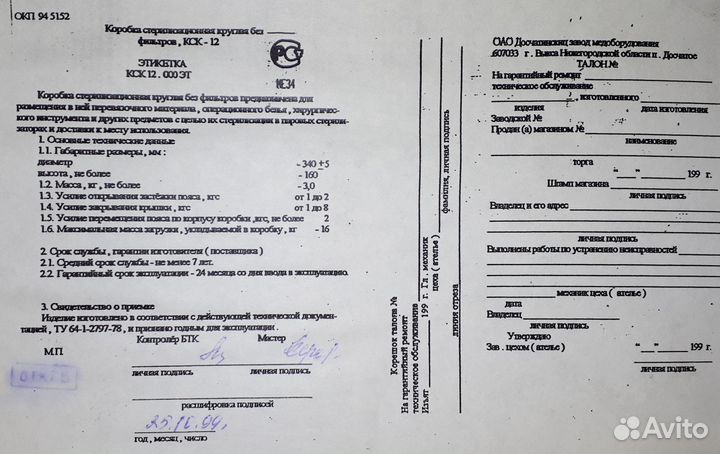 ОКП 94 5152
Коробка стерилизационная круглая без
фильтров, КСК - 12
ЭТИКЕТКА
КСК 12 . 000 ЭТ
РСТ
МЕ34
Коробка стерилизационная круглая без фильтров предназначена для
размещения в ней перевязочного материала, операционного белья, хирургичес-
кого инструмента и других предметов с целью их стерилизации в паровых стерили-
заторах и доставки к месту использования.
1. Основные технические данные
1.1. Габаритные размеры, мм :
диаметр - 340 ±5
высота, не более - 160
1.2. Масса, кг, не более - 3,0
1.3. Усилие открывания застёжки пояса, кгс от 1 до 2
1.4. Усилие закрывания крышки, кгс от 1 до 8
1.5. Усилие перемещения пояса по корпусу коробки, кгс, не более 2
1.6. Максимальная масса загрузки, укладываемой в коробку, кг - 16
2. Срок службы, гарантии изготовителя ( поставщика )
2.1. Средний срок службы - не менее 7 лет.
2.2. Гарантийный срок эксплуатации - 24 месяца со дня ввода в эксплуатацию.
3. Свидетельство о приемке
Изделие изготовлено в соответствии с действующей технической докумен-
тацией, ТУ 64-1-2797-78, и признано годным для эксплуатации.
Контролёр БТК Мастер
М.П.
личная подпись личная подпись
расшифровка подписей
год, месяц, число
Корешок талона №
На гарантийный ремонт
техническое обслуживание
Изъят 199 г. Гл. механик
цеха ( ателье )
фамилия, личная подпись
линия отреза
ОАО Досчатинский завод медоборудования
607033 г . Выкса Нижегородской области п . Досчатое
ТАЛОН №
На гарантийный ремонт
техническое обслуживание
изготовленного
изделия дата изготовления
Заводской №
Продан (а) магазином №
наименование
торга
" " 199 г.
Штамп магазина
личная подпись
Владелец и его адрес
личная подпись
Выполнены работы по устранению неисправностей
механик цеха ( ателье )
дата
Владелец
личная подпись
Утверждаю
Зав . цехом ( ателье ) " " 199 г.
личная подпись
Avito